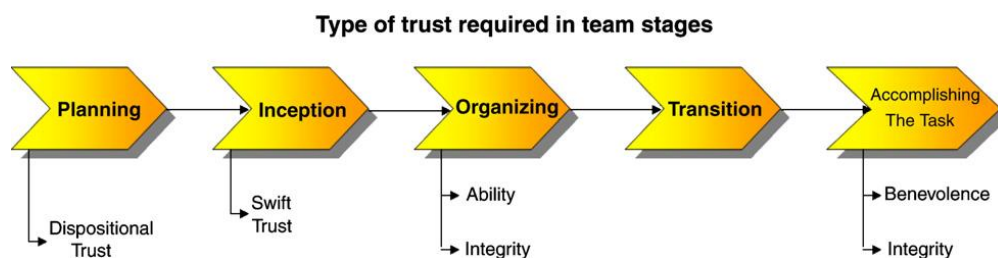 Type of trust required in team stages
Planning
Inception
Organizing
Transition
Accomplishing
The Task
Dispositional
Trust
Swift
Trust
Ability
Integrity
Benevolence
Integrity